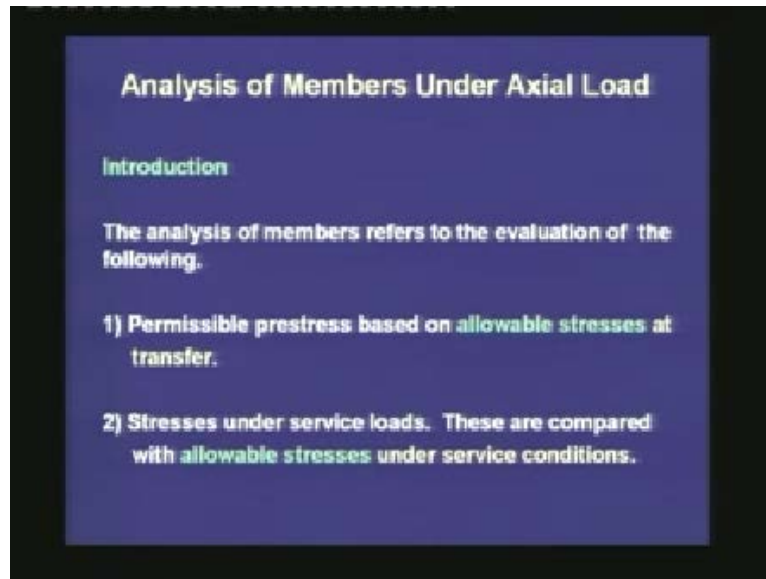 Analysis of Members Under Axial Load
Introduction
The analysis of members refers to the evaluation of the
following.
1) Permissible prestress based on allowable stresses at
transfer.
2) Stresses under service loads. These are compared
with allowable stresses under service conditions.